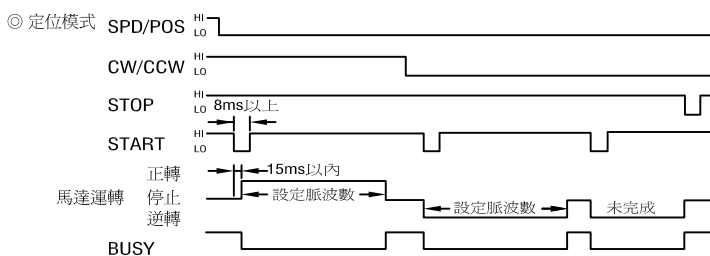 ◎ 定位模式 SPD/POS HI
LO
CW/CCW HI
LO
STOP HI
LO
8ms以上
START HI
LO
正轉 15ms以內
馬達運轉 停止 設定脈波數
逆轉 設定脈波數 未完成
BUSY